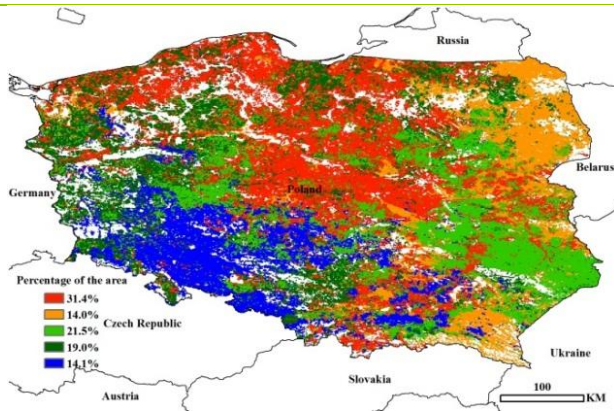 Russia
Belarus
Germany
Poland
Percentage of the area
31.4%
14.0%
Czech Republic
21.5%
19.0%
14.1%
Ukraine
Slovakia
Austria
100
KM